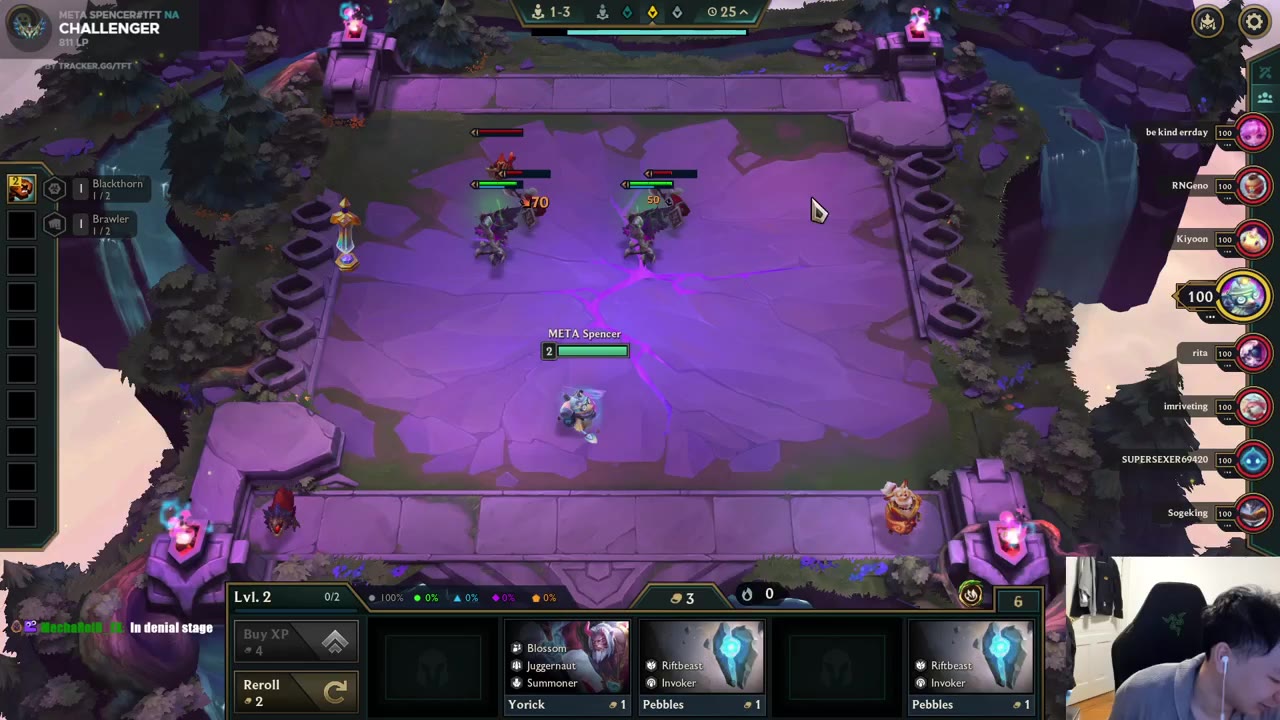 META SPENCER#TFT NA
CHALLENGER
811 LP
BY TRACKER.GG/TFT
1-3
25
2
1
Blackthorn
1 / 2
1
Brawler
1 / 2
70
50
META Spencer
2
be kind errday 100
RNGeno 100
Kiyoon 100
100
rita 100
imriveting 100
SUPERSEXER69420 100
Sogeking 100
Lvl. 2 0/2
100% 0% 0% 0% 0%
3
0
6
In denial stage
Buy XP
4
Reroll
2
Blossom
Juggernaut
Summoner
Yorick 1
Riftbeast
Invoker
Pebbles 1
Riftbeast
Invoker
Pebbles 1